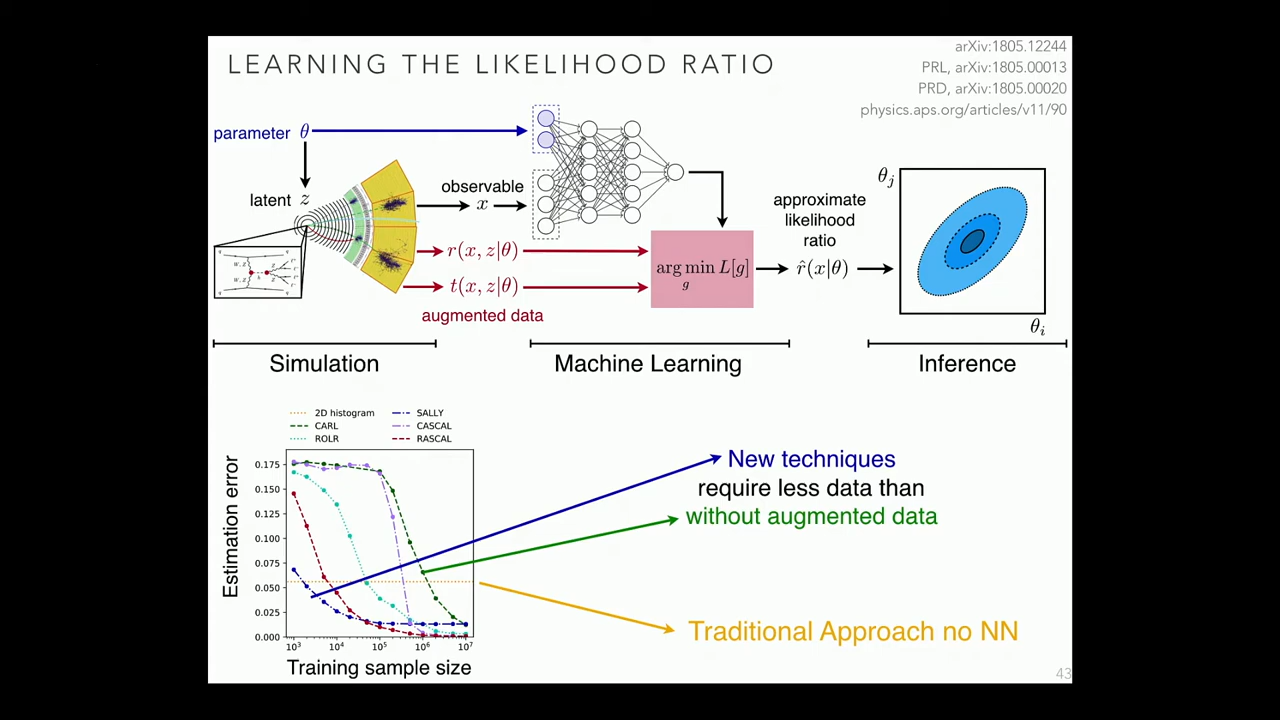 LEARNING THE LIKELIHOOD RATIO
arXiv:1805.12244
PRL, arXiv:1805.00013
PRD, arXiv:1805.00020
physics.aps.org/articles/v11/90
parameter θ
latent z
observable
x
r(x, z|θ)
t(x, z|θ)
augmented data
arg min L[g]
g
approximate
likelihood
ratio
r̂(x|θ)
θj
θi
Simulation
Machine Learning
Inference
2D histogram
CARL
ROLR
SALLY
CASCAL
RASCAL
Estimation error
0.175
0.150
0.125
0.100
0.075
0.050
0.025
0.000
10³ 10⁴ 10⁵ 10⁶ 10⁷
Training sample size
New techniques
require less data than
without augmented data
Traditional Approach no NN
43